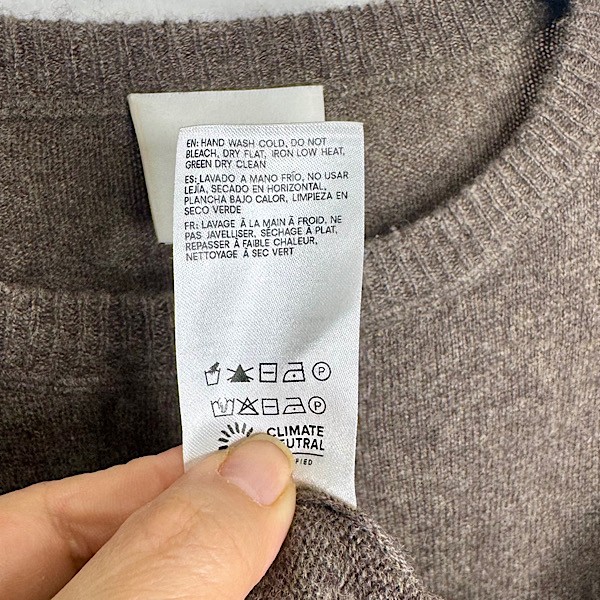 EN: HAND WASH COLD, DO NOT
BLEACH, DRY FLAT, IRON LOW HEAT,
GREEN DRY CLEAN
ES: LAVADO A MANO FRÍO, NO USAR
LEJÍA, SECADO EN HORIZONTAL,
PLANCHA BAJO CALOR, LIMPIEZA EN
SECO VERDE
FR: LAVAGE À LA MAIN À FROID, NE
PAS JAVELLISER, SÉCHAGE À PLAT,
REPASSER À FAIBLE CHALEUR,
NETTOYAGE À SEC VERT
P
P
CLIMATE